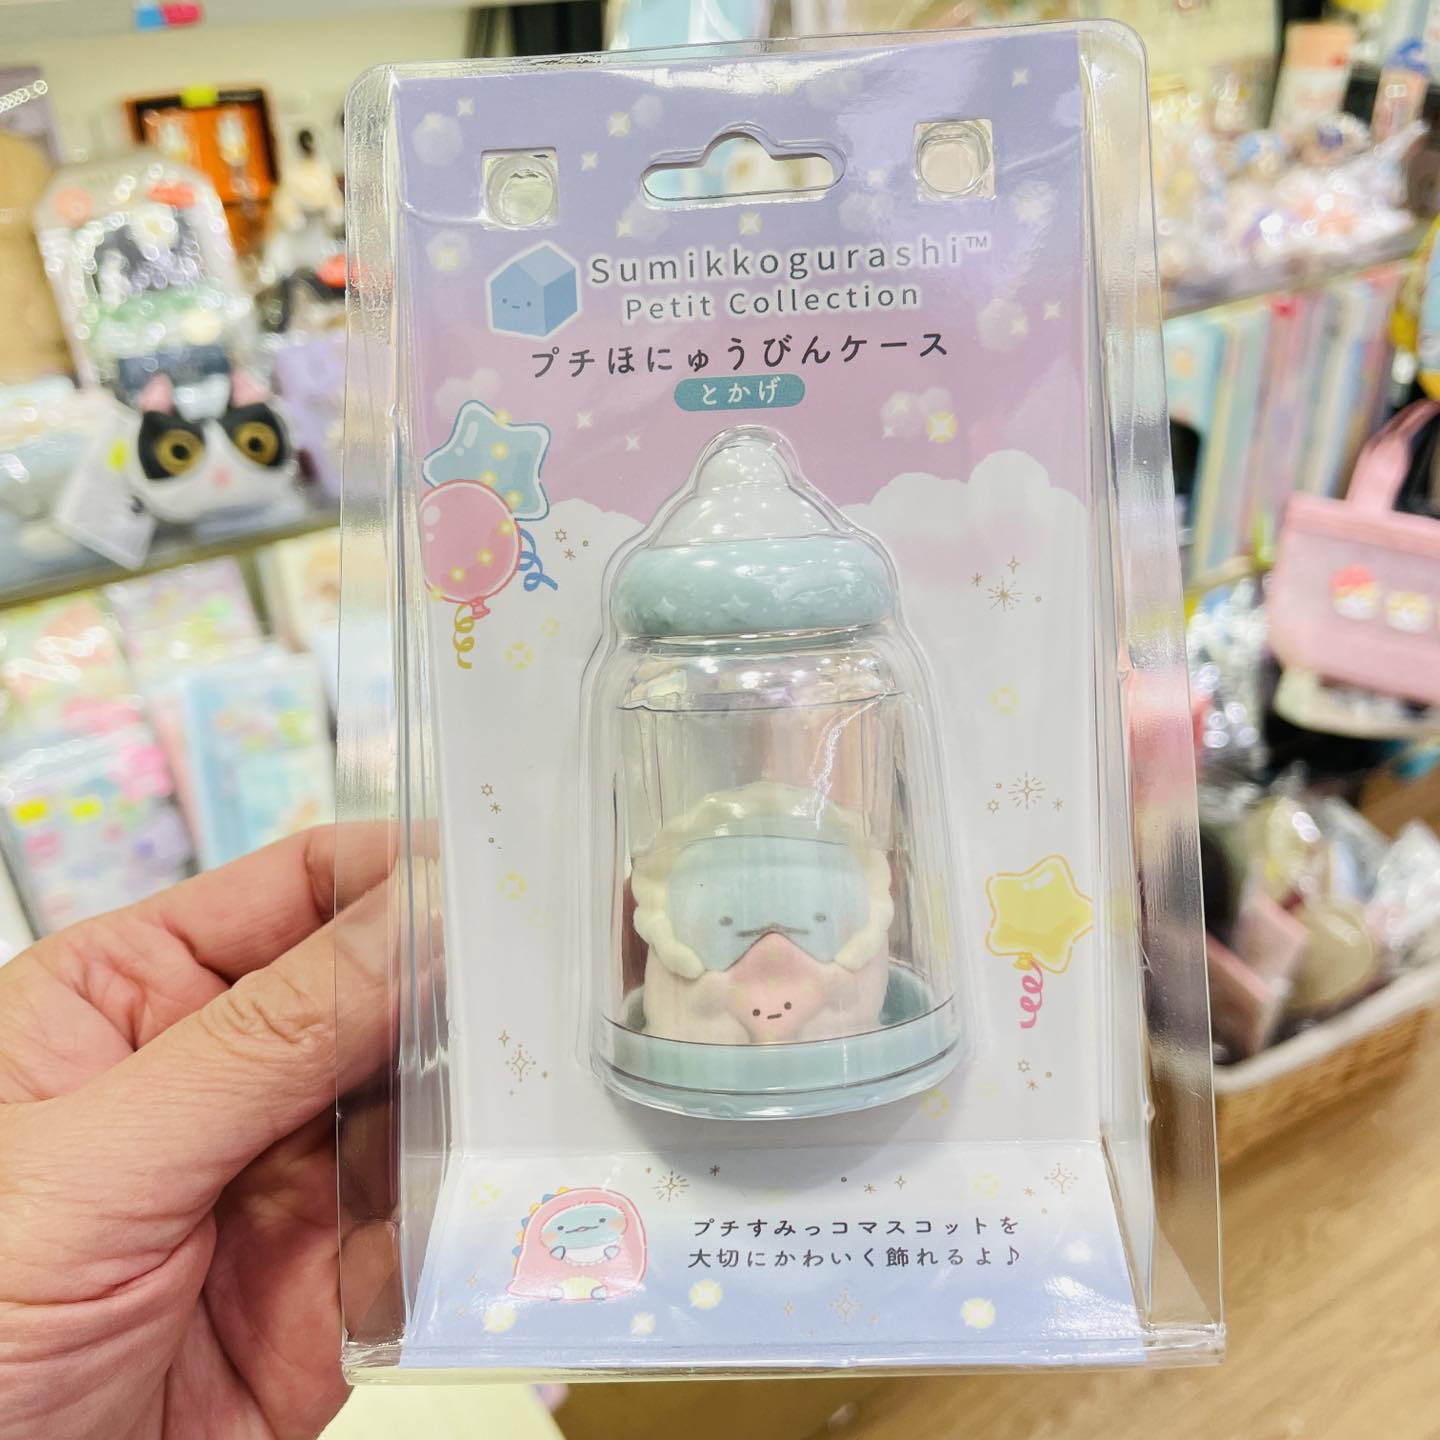 Sumikkogurashi™
Petit Collection
プチほにゅうびんケース
とかげ
プチすみっコマスコットを
大切にかわいく飾れるよ♪